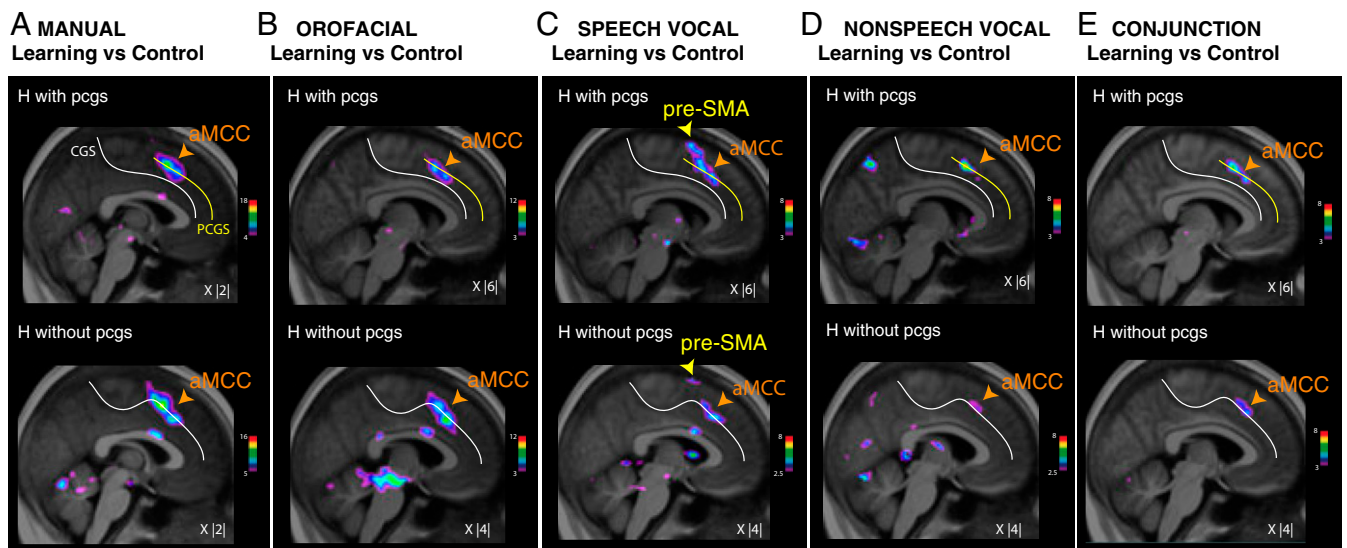 A MANUAL
Learning vs Control
B OROFACIAL
Learning vs Control
C SPEECH VOCAL
Learning vs Control
D NONSPEECH VOCAL
Learning vs Control
E CONJUNCTION
Learning vs Control
H with pcgs
aMCC
CGS
PCGS
18
4
X |2|
H with pcgs
aMCC
12
3
X |6|
H with pcgs
pre-SMA
aMCC
8
3
X |6|
H with pcgs
aMCC
8
3
X |6|
H with pcgs
aMCC
8
3
X |6|
H without pcgs
aMCC
16
5
X |2|
H without pcgs
aMCC
12
3
X |4|
H without pcgs
pre-SMA
aMCC
8
2.5
X |4|
H without pcgs
aMCC
8
2.5
X |4|
H without pcgs
aMCC
8
3
X |4|